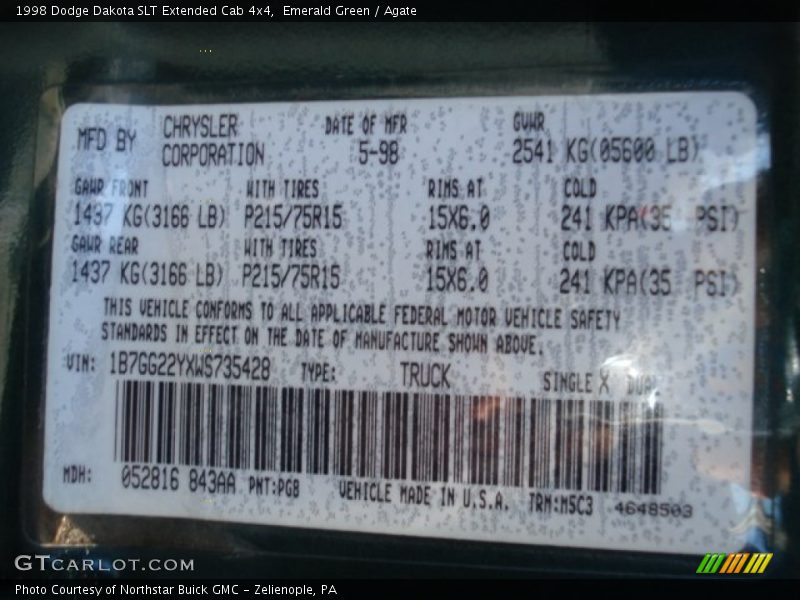 1998 Dodge Dakota SLT Extended Cab 4x4,  Emerald Green / Agate
MFD BY CHRYSLER CORPORATION DATE OF MFR 5-98 GVWR 2541 KG(05600 LB)
GAWR FRONT WITH TIRES RIMS AT COLD
1437 KG(3166 LB) P215/75R15 15X6.0 241 KPA(35 PSI)
GAWR REAR WITH TIRES RIMS AT COLD
1437 KG(3166 LB) P215/75R15 15X6.0 241 KPA(35 PSI)
THIS VEHICLE CONFORMS TO ALL APPLICABLE FEDERAL MOTOR VEHICLE SAFETY
STANDARDS IN EFFECT ON THE DATE OF MANUFACTURE SHOWN ABOVE.
VIN: 1B7GG22YXWS735428 TYPE: TRUCK SINGLE X DUAL
MDH: 052816 843AA PNT:PGB VEHICLE MADE IN U.S.A. TRM:M5C3 4648503
GTCARLOT.COM
Photo Courtesy of Northstar Buick GMC - Zelienople, PA